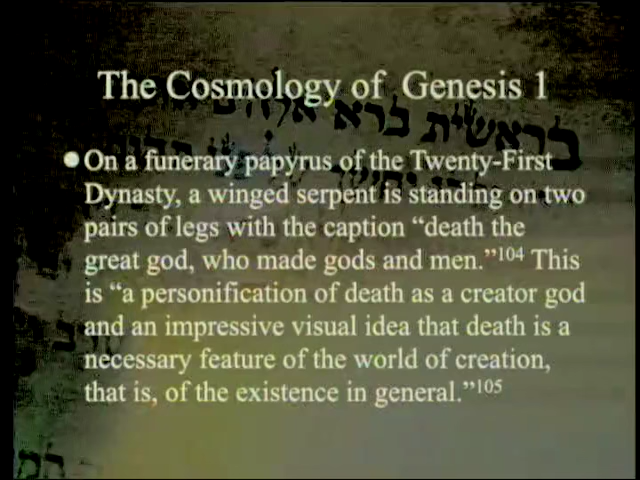 The Cosmology of Genesis 1
בראשית ברא אלהים
● On a funerary papyrus of the Twenty-First
Dynasty, a winged serpent is standing on two
pairs of legs with the caption “death the
great god, who made gods and men.”104 This
is “a personification of death as a creator god
and an impressive visual idea that death is a
necessary feature of the world of creation,
that is, of the existence in general.”105